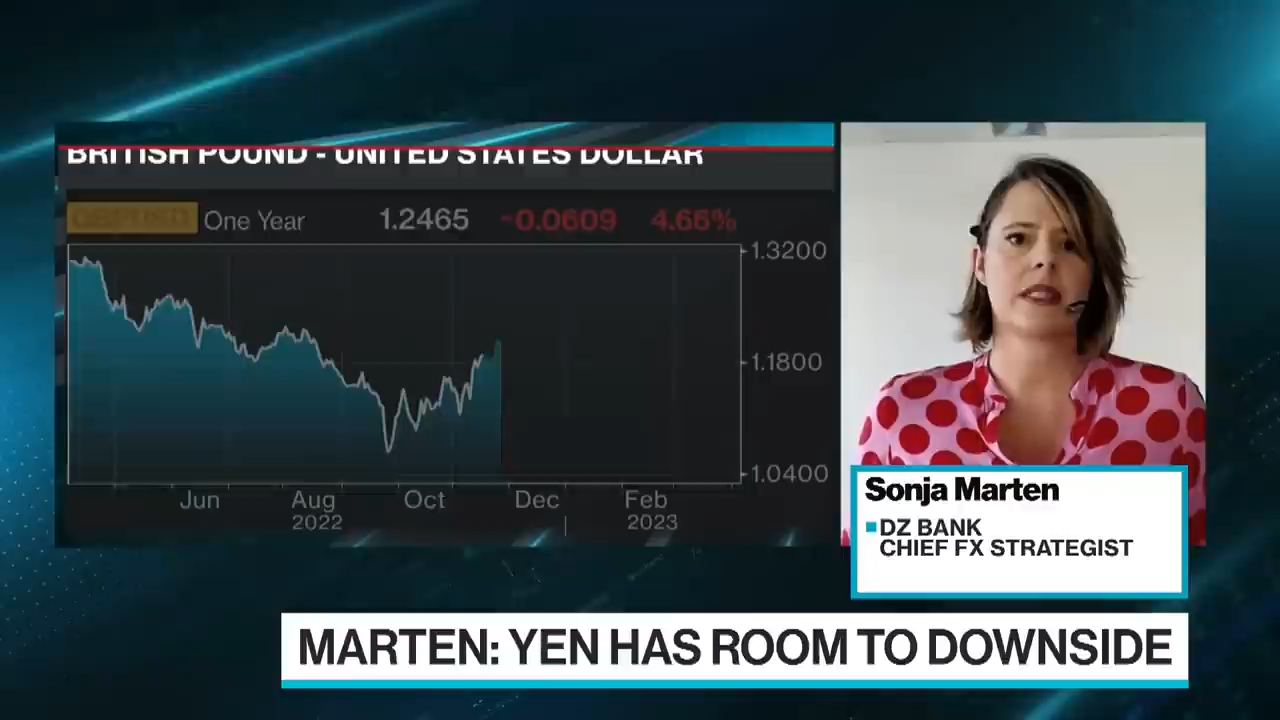 BRITISH POUND - UNITED STATES DOLLAR
GBPUSD One Year 1.2465 -0.0609 4.66%
1.3200
1.1800
1.0400
Jun Aug Oct Dec Feb
2022 2023
Sonja Marten
DZ BANK
CHIEF FX STRATEGIST
MARTEN: YEN HAS ROOM TO DOWNSIDE